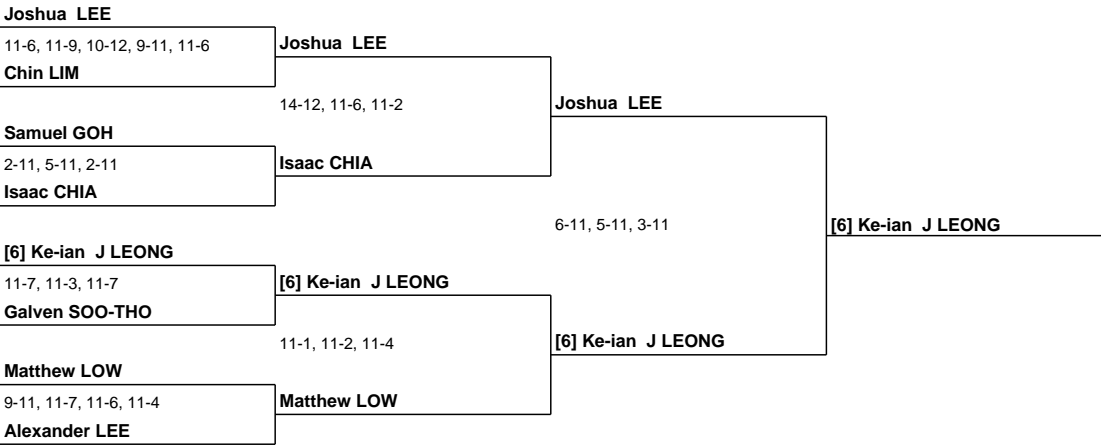 Joshua  LEE
11-6, 11-9, 10-12, 9-11, 11-6
Chin LIM
Joshua  LEE
14-12, 11-6, 11-2
Joshua  LEE
Samuel GOH
2-11, 5-11, 2-11
Isaac CHIA
Isaac CHIA
6-11, 5-11, 3-11
[6] Ke-ian  J LEONG
[6] Ke-ian  J LEONG
11-7, 11-3, 11-7
Galven SOO-THO
[6] Ke-ian  J LEONG
11-1, 11-2, 11-4
[6] Ke-ian  J LEONG
Matthew LOW
9-11, 11-7, 11-6, 11-4
Alexander LEE
Matthew LOW